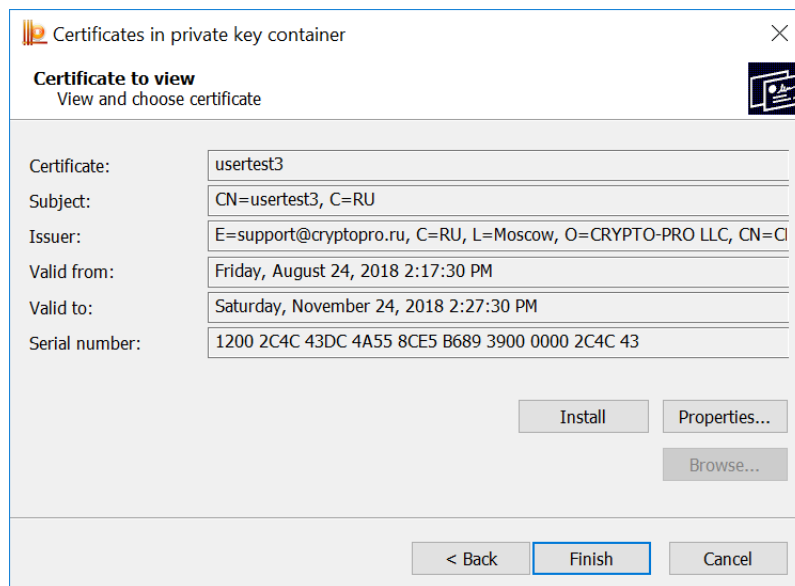 Certificates in private key container
Certificate to view
View and choose certificate
Certificate: usertest3
Subject: CN=usertest3, C=RU
Issuer: E=support@cryptopro.ru, C=RU, L=Moscow, O=CRYPTO-PRO LLC,
Valid from: Friday, August 24, 2018 2:17:30 PM
Valid to: Saturday, November 24, 2018 2:27:30 PM
Serial number: 1200 2C4C 43DC 4A55 8CE5 B689 3900 0000 2C4C 43
Install Properties...
Browse...
< Back Finish Cancel